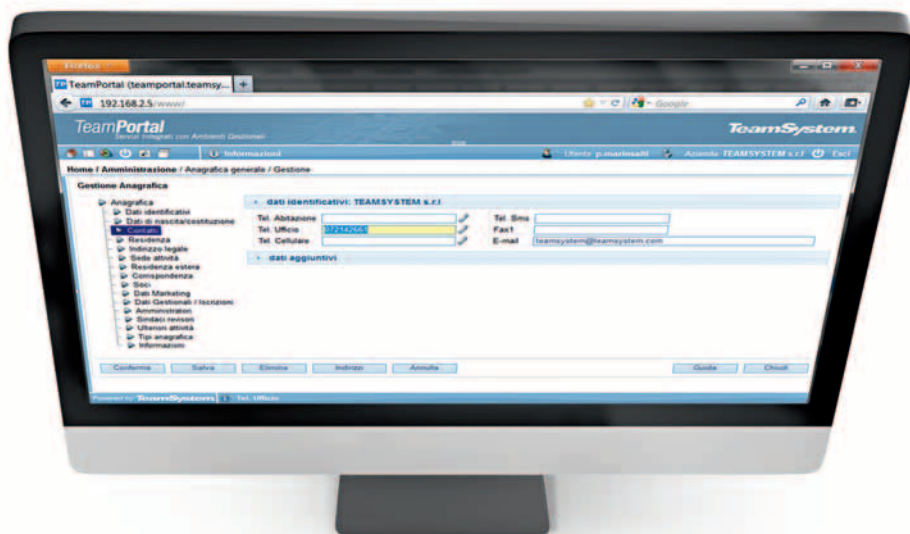 Firefox
TeamPortal (teamportal.teamsy... +
192.168.2.5/www/ Google
TeamPortal TeamSystem
Servizi Integrati con Ambienti Gestionali
Informazioni Utente p.marinsalti Azienda TEAMSYSTEM s.r.l Esci
Home / Amministrazione / Anagrafica generale / Gestione
Gestione Anagrafica
Anagrafica
Dati identificativi
Dati di nascita/costituzione
Contatti
Residenza
Indirizzo legale
Sede attività
Residenza estera
Corrispondenza
Soci
Dati Marketing
Dati Gestionali / Iscrizioni
Amministratori
Sindaci revisori
Ulteriori attività
Tipi anagrafica
Informazioni
dati identificativi: TEAMSYSTEM s.r.l
Tel. Abitazione Tel. Sms
Tel. Ufficio 072142661 Fax1
Tel. Cellulare E-mail teamsystem@teamsystem.com
dati aggiuntivi
Conferma Salva Elimina Indirizzi Annulla Guida Chiudi
Powered by TeamSystem Tel. Ufficio